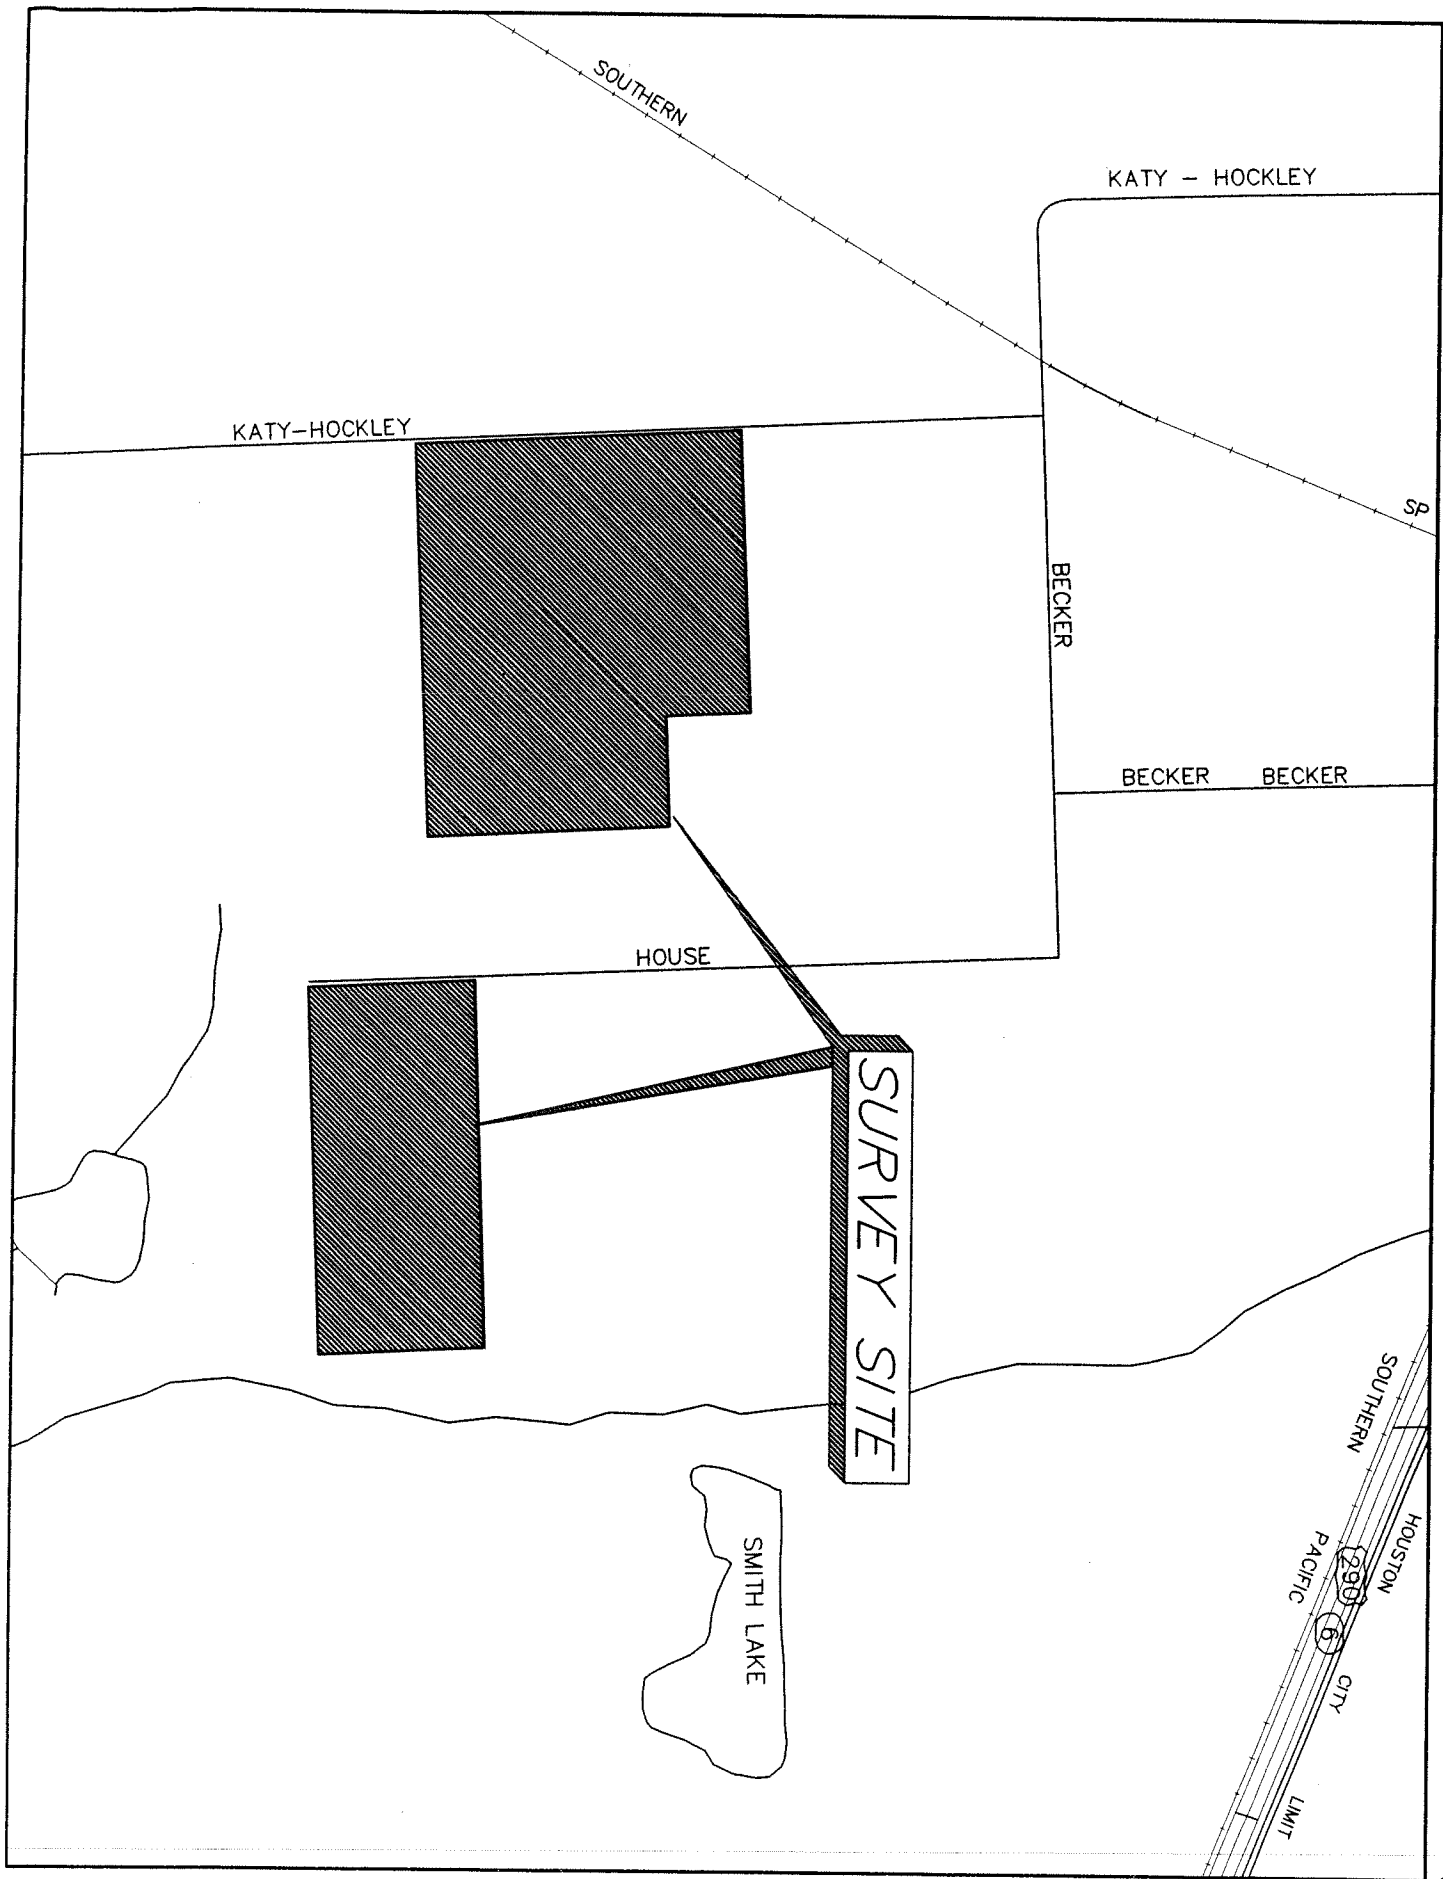 SOUTHERN
KATY - HOCKLEY
KATY-HOCKLEY
SP
BECKER
BECKER BECKER
HOUSE
SURVEY SITE
SOUTHERN
PACIFIC
HOUSTON
290
6
CITY
LIMIT
SMITH LAKE